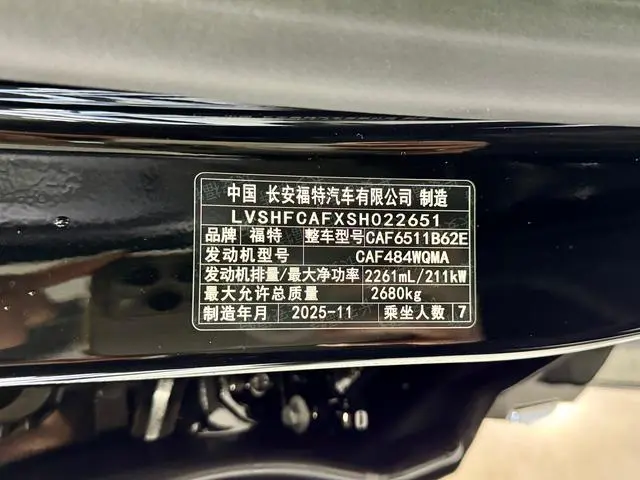 中国 长安福特汽车有限公司 制造
LVSHFCAFXSH022651
品牌 福特 整车型号 CAF6511B62E
发动机型号 CAF484WQMA
发动机排量/最大净功率 2261mL/211kW
最大允许总质量 2680kg
制造年月 2025-11 乘坐人数 7